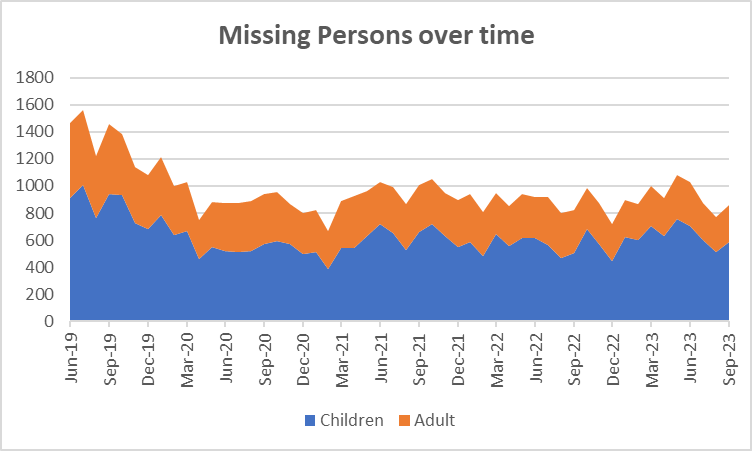 Missing Persons over time
1800
1600
1400
1200
1000
800
600
400
200
0
Jun-19
Sep-19
Dec-19
Mar-20
Jun-20
Sep-20
Dec-20
Mar-21
Jun-21
Sep-21
Dec-21
Mar-22
Jun-22
Sep-22
Dec-22
Mar-23
Jun-23
Sep-23
Children Adult